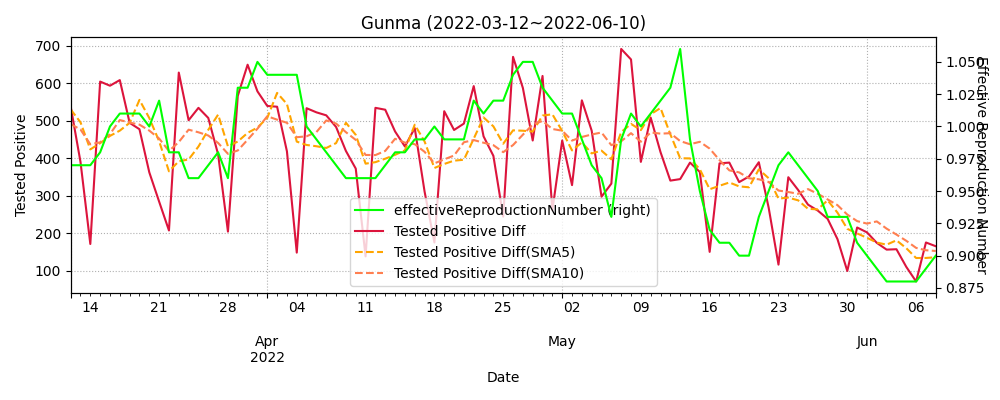 Gunma (2022-03-12~2022-06-10)
Tested Positive
700
600
500
400
300
200
100
1.050
1.025
1.000
0.975
0.950
0.925
0.900
0.875
Effective Reproduction Number
effectiveReproductionNumber (right)
Tested Positive Diff
Tested Positive Diff(SMA5)
Tested Positive Diff(SMA10)
14 21 28 04 11 18 25 02 09 16 23 30 06
Apr May Jun
2022
Date